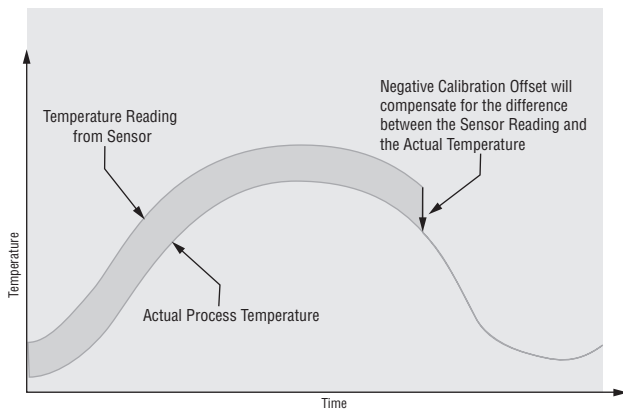 Negative Calibration Offset will
compensate for the difference
between the Sensor Reading and
the Actual Temperature
Temperature Reading
from Sensor
Temperature
Actual Process Temperature
Time